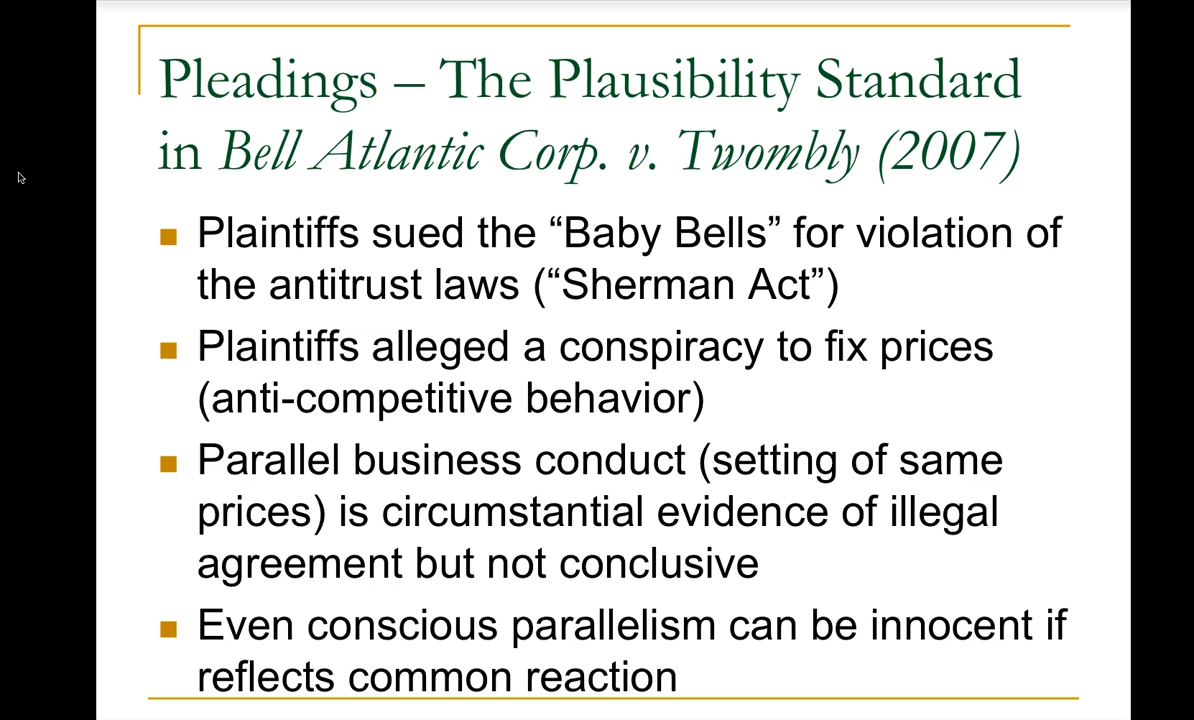 Pleadings – The Plausibility Standard
in Bell Atlantic Corp. v. Twombly (2007)
Plaintiffs sued the “Baby Bells” for violation of
the antitrust laws (“Sherman Act”)
Plaintiffs alleged a conspiracy to fix prices
(anti-competitive behavior)
Parallel business conduct (setting of same
prices) is circumstantial evidence of illegal
agreement but not conclusive
Even conscious parallelism can be innocent if
reflects common reaction